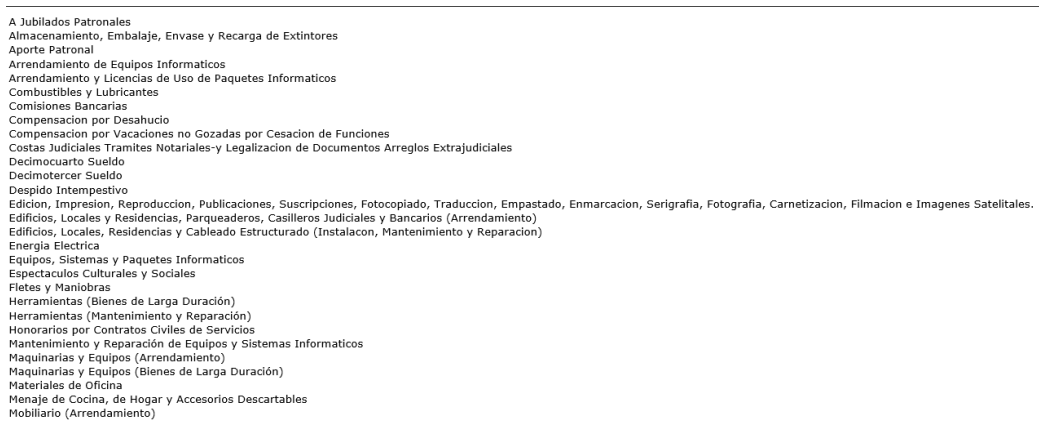 A Jubilados Patronales
Almacenamiento, Embalaje, Envase y Recarga de Extintores
Aporte Patronal
Arrendamiento de Equipos Informaticos
Arrendamiento y Licencias de Uso de Paquetes Informaticos
Combustibles y Lubricantes
Comisiones Bancarias
Compensacion por Desahucio
Compensacion por Vacaciones no Gozadas por Cesacion de Funciones
Costas Judiciales Tramites Notariales-y Legalizacion de Documentos Arreglos Extrajudiciales
Decimocuarto Sueldo
Decimotercer Sueldo
Despido Intempestivo
Edicion, Impresion, Reproduccion, Publicaciones, Suscripciones, Fotocopiado, Traduccion, Empastado, Enmarcacion, Serigrafia, Fotografia, Carnetizacion, Filmacion e Imagenes Satelitales.
Edificios, Locales y Residencias, Parqueaderos, Casilleros Judiciales y Bancarios (Arrendamiento)
Edificios, Locales, Residencias y Cableado Estructurado (Instalacon, Mantenimiento y Reparacion)
Energia Electrica
Equipos, Sistemas y Paquetes Informaticos
Espectaculos Culturales y Sociales
Fletes y Maniobras
Herramientas (Bienes de Larga Duración)
Herramientas (Mantenimiento y Reparación)
Honorarios por Contratos Civiles de Servicios
Mantenimiento y Reparación de Equipos y Sistemas Informaticos
Maquinarias y Equipos (Arrendamiento)
Maquinarias y Equipos (Bienes de Larga Duración)
Materiales de Oficina
Menaje de Cocina, de Hogar y Accesorios Descartables
Mobiliario (Arrendamiento)